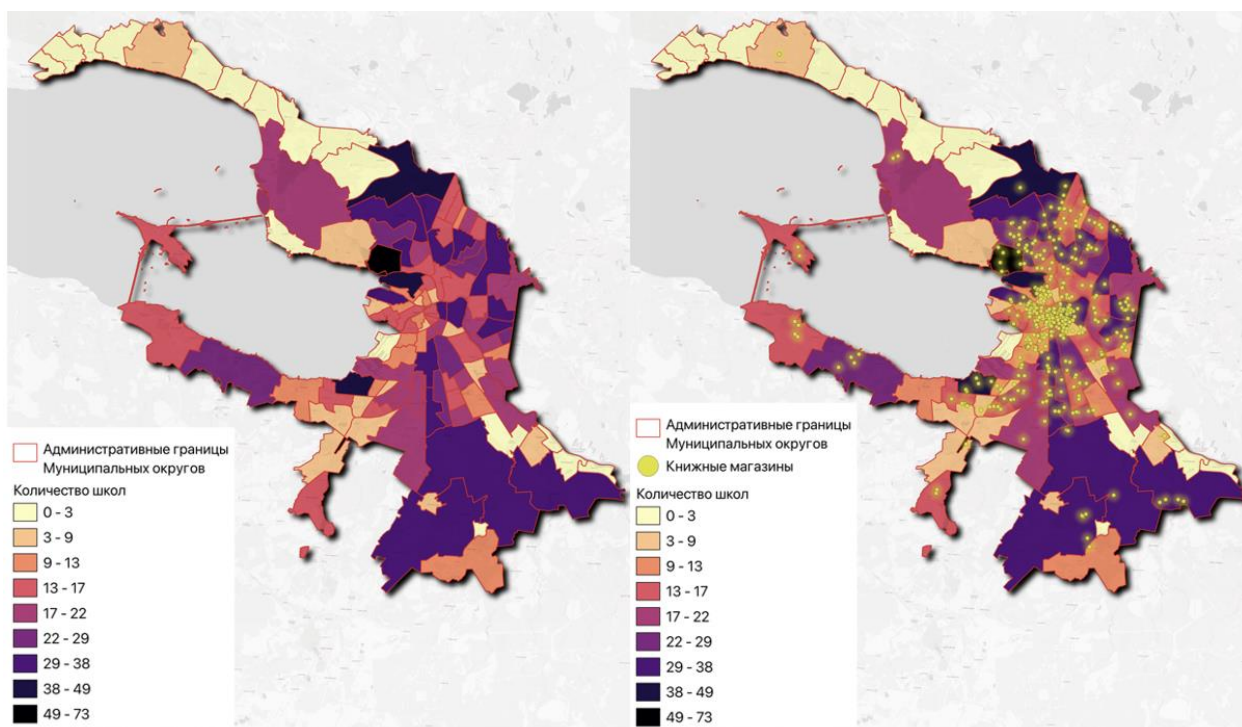 Административные границы
Муниципальных округов
Количество школ
0 - 3
3 - 9
9 - 13
13 - 17
17 - 22
22 - 29
29 - 38
38 - 49
49 - 73
Административные границы
Муниципальных округов
Книжные магазины
Количество школ
0 - 3
3 - 9
9 - 13
13 - 17
17 - 22
22 - 29
29 - 38
38 - 49
49 - 73